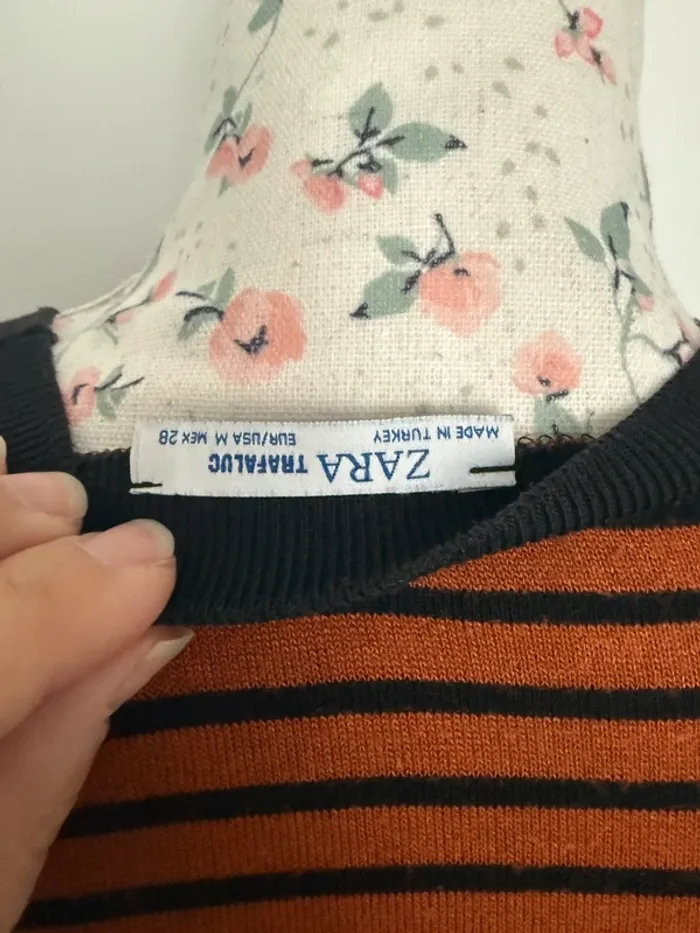 ZARA TRAFALUC
MADE IN TURKEY EUR/USA M MEX 28